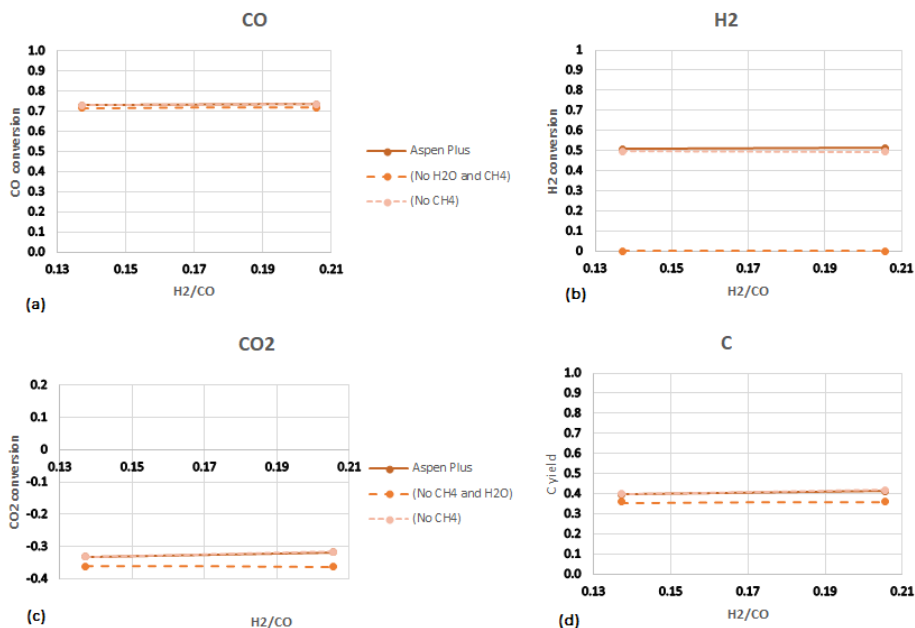 CO
1.0
0.9
0.8
0.7
0.6
0.5
0.4
0.3
0.2
0.1
0.0
CO conversion
0.13 0.15 0.17 0.19 0.21
H2/CO
(a)
Aspen Plus
(No H2O and CH4)
(No CH4)
H2
1
0.9
0.8
0.7
0.6
0.5
0.4
0.3
0.2
0.1
0
H2 conversion
0.13 0.15 0.17 0.19 0.21
H2/CO
(b)
CO2
0.2
0.1
0
-0.1
-0.2
-0.3
-0.4
CO2 conversion
0.13 0.15 0.17 0.19 0.21
H2/CO
(c)
Aspen Plus
(No CH4 and H2O)
(No CH4)
C
1.0
0.9
0.8
0.7
0.6
0.5
0.4
0.3
0.2
0.1
0.0
C yield
0.13 0.15 0.17 0.19 0.21
H2/CO
(d)